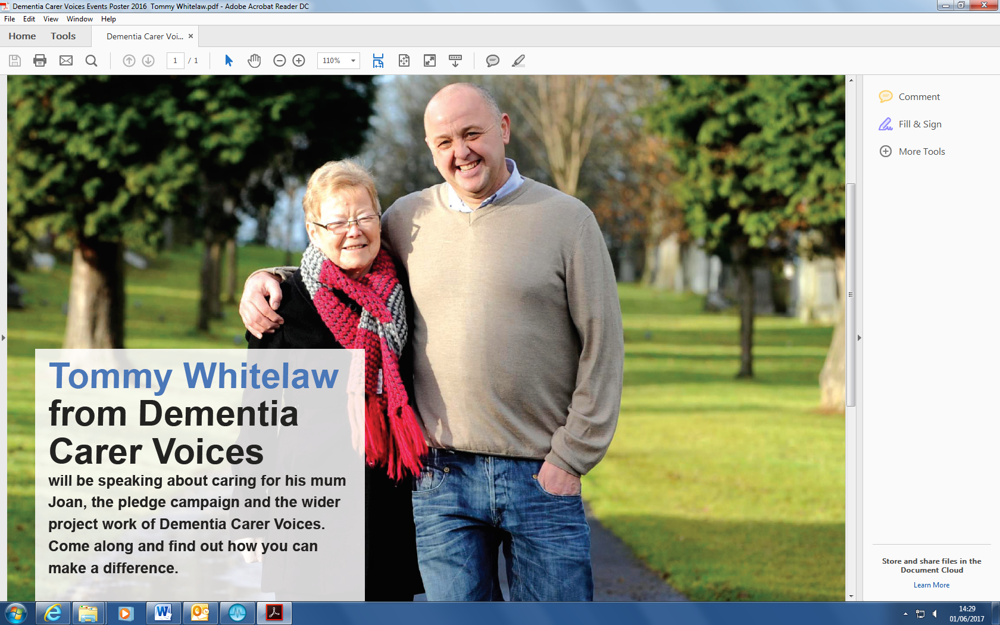 Dementia Carer Voices Events Poster 2016  Tommy Whitelaw.pdf - Adobe Acrobat Reader DC
File Edit View Window Help
Home Tools Dementia Carer Voi... ×
1 / 1 110%
Comment
Fill & Sign
More Tools
Tommy Whitelaw
from Dementia
Carer Voices
will be speaking about caring for his mum
Joan, the pledge campaign and the wider
project work of Dementia Carer Voices.
Come along and find out how you can
make a difference.
Store and share files in the
Document Cloud
Learn More
14:29
01/06/2017